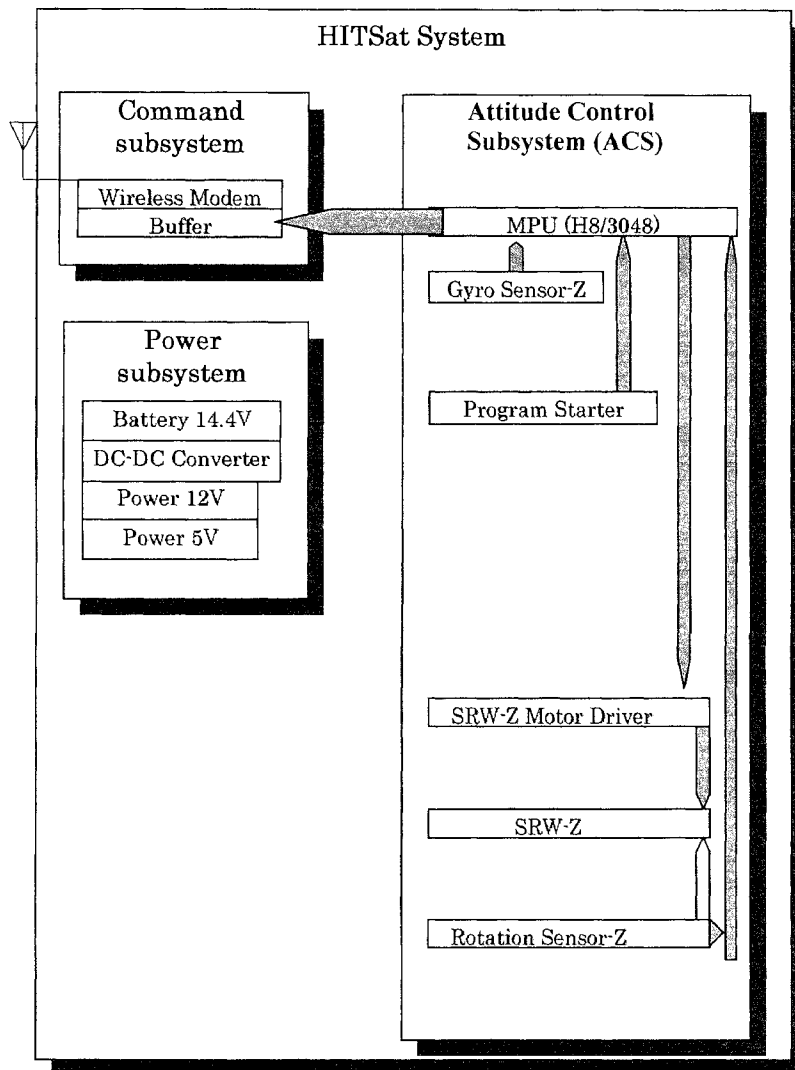 HITSat System
Command
subsystem
Wireless Modem
Buffer
Power
subsystem
Battery 14.4V
DC-DC Converter
Power 12V
Power 5V
Attitude Control
Subsystem (ACS)
MPU (H8/3048)
Gyro Sensor-Z
Program Starter
SRW-Z Motor Driver
SRW-Z
Rotation Sensor-Z